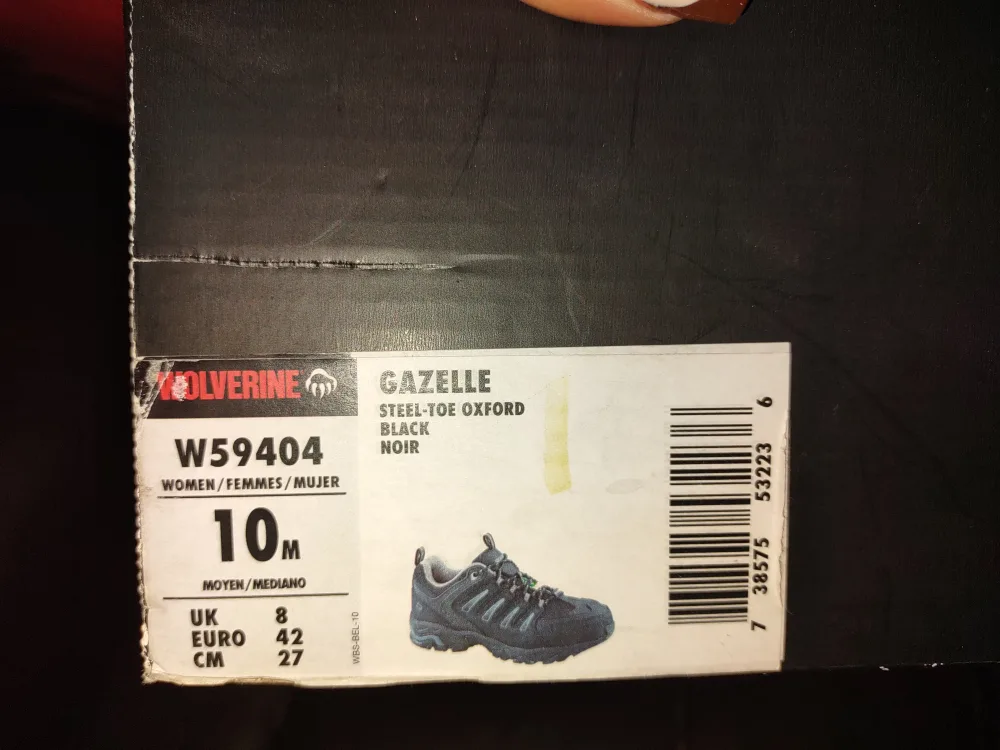 WOLVERINE
W59404
WOMEN/FEMMES/MUJER
10M
MOYEN/MEDIANO
UK 8
EURO 42
CM 27
WBS-BEL-10
GAZELLE
STEEL-TOE OXFORD
BLACK
NOIR
7 38575 53223 6